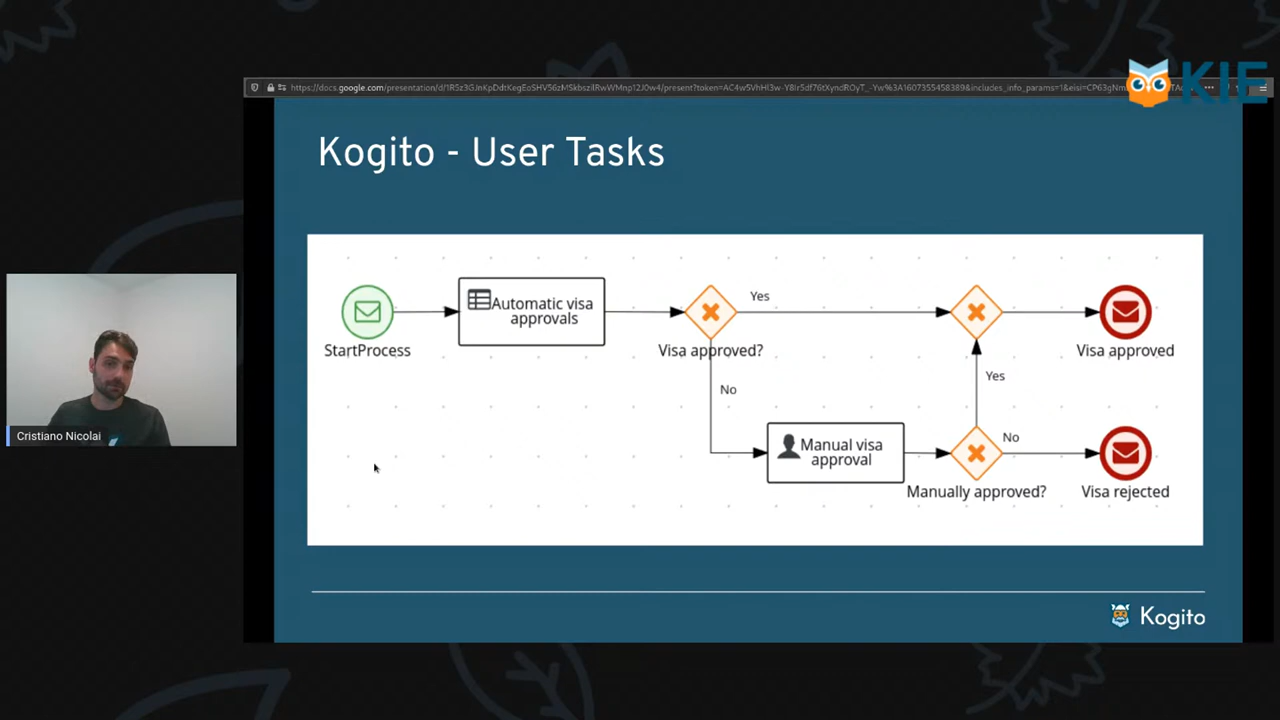 KIE
Kogito - User Tasks
Automatic visa
approvals
Yes
StartProcess
Visa approved?
Visa approved
No
Yes
Manual visa
approval
No
Manually approved?
Visa rejected
Cristiano Nicolai
Kogito